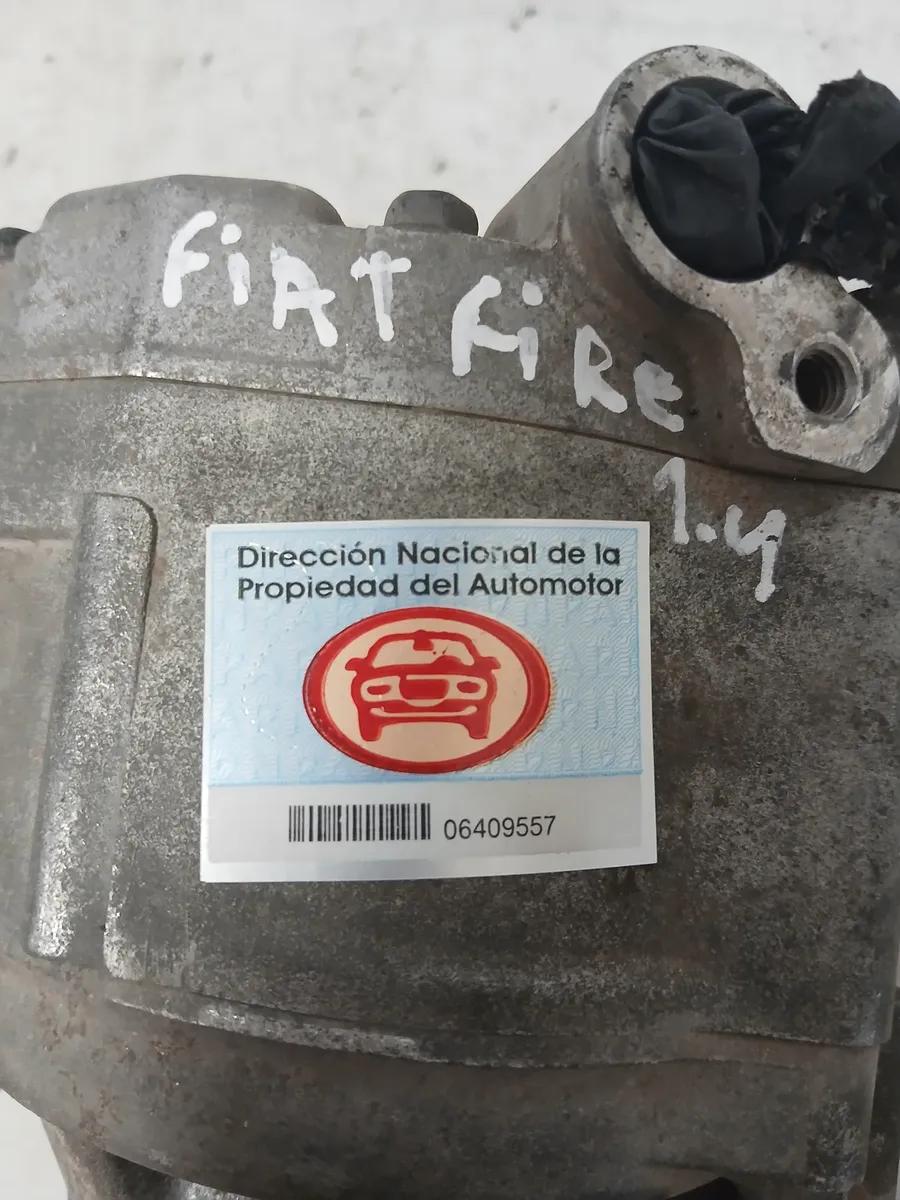 FiAT FiRE
1.4
Dirección Nacional de la
Propiedad del Automotor
06409557